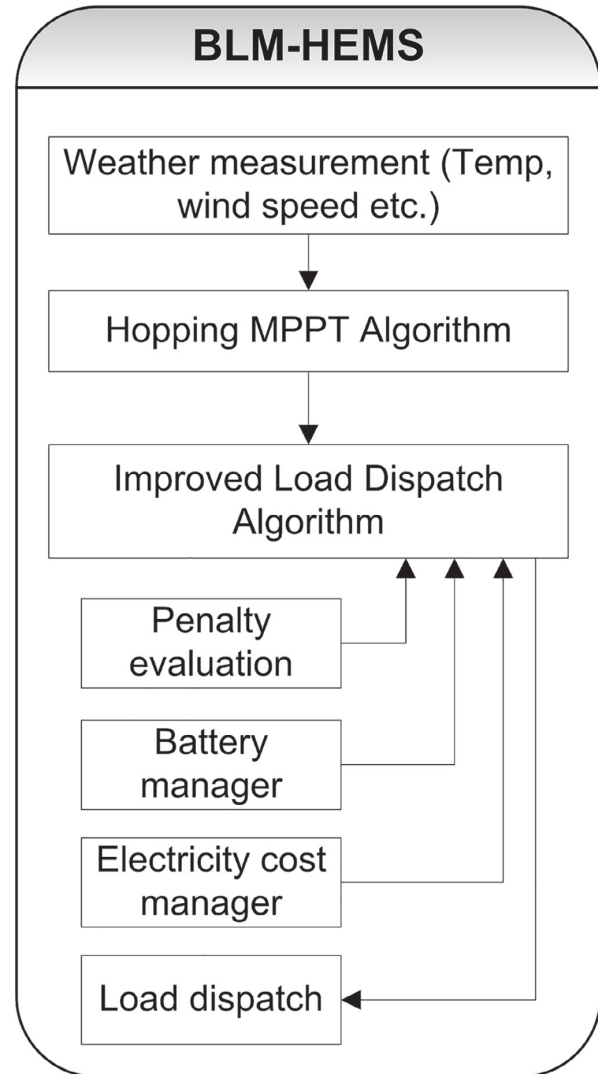 BLM-HEMS
Weather measurement (Temp,
wind speed etc.)
Hopping MPPT Algorithm
Improved Load Dispatch
Algorithm
Penalty
evaluation
Battery
manager
Electricity cost
manager
Load dispatch